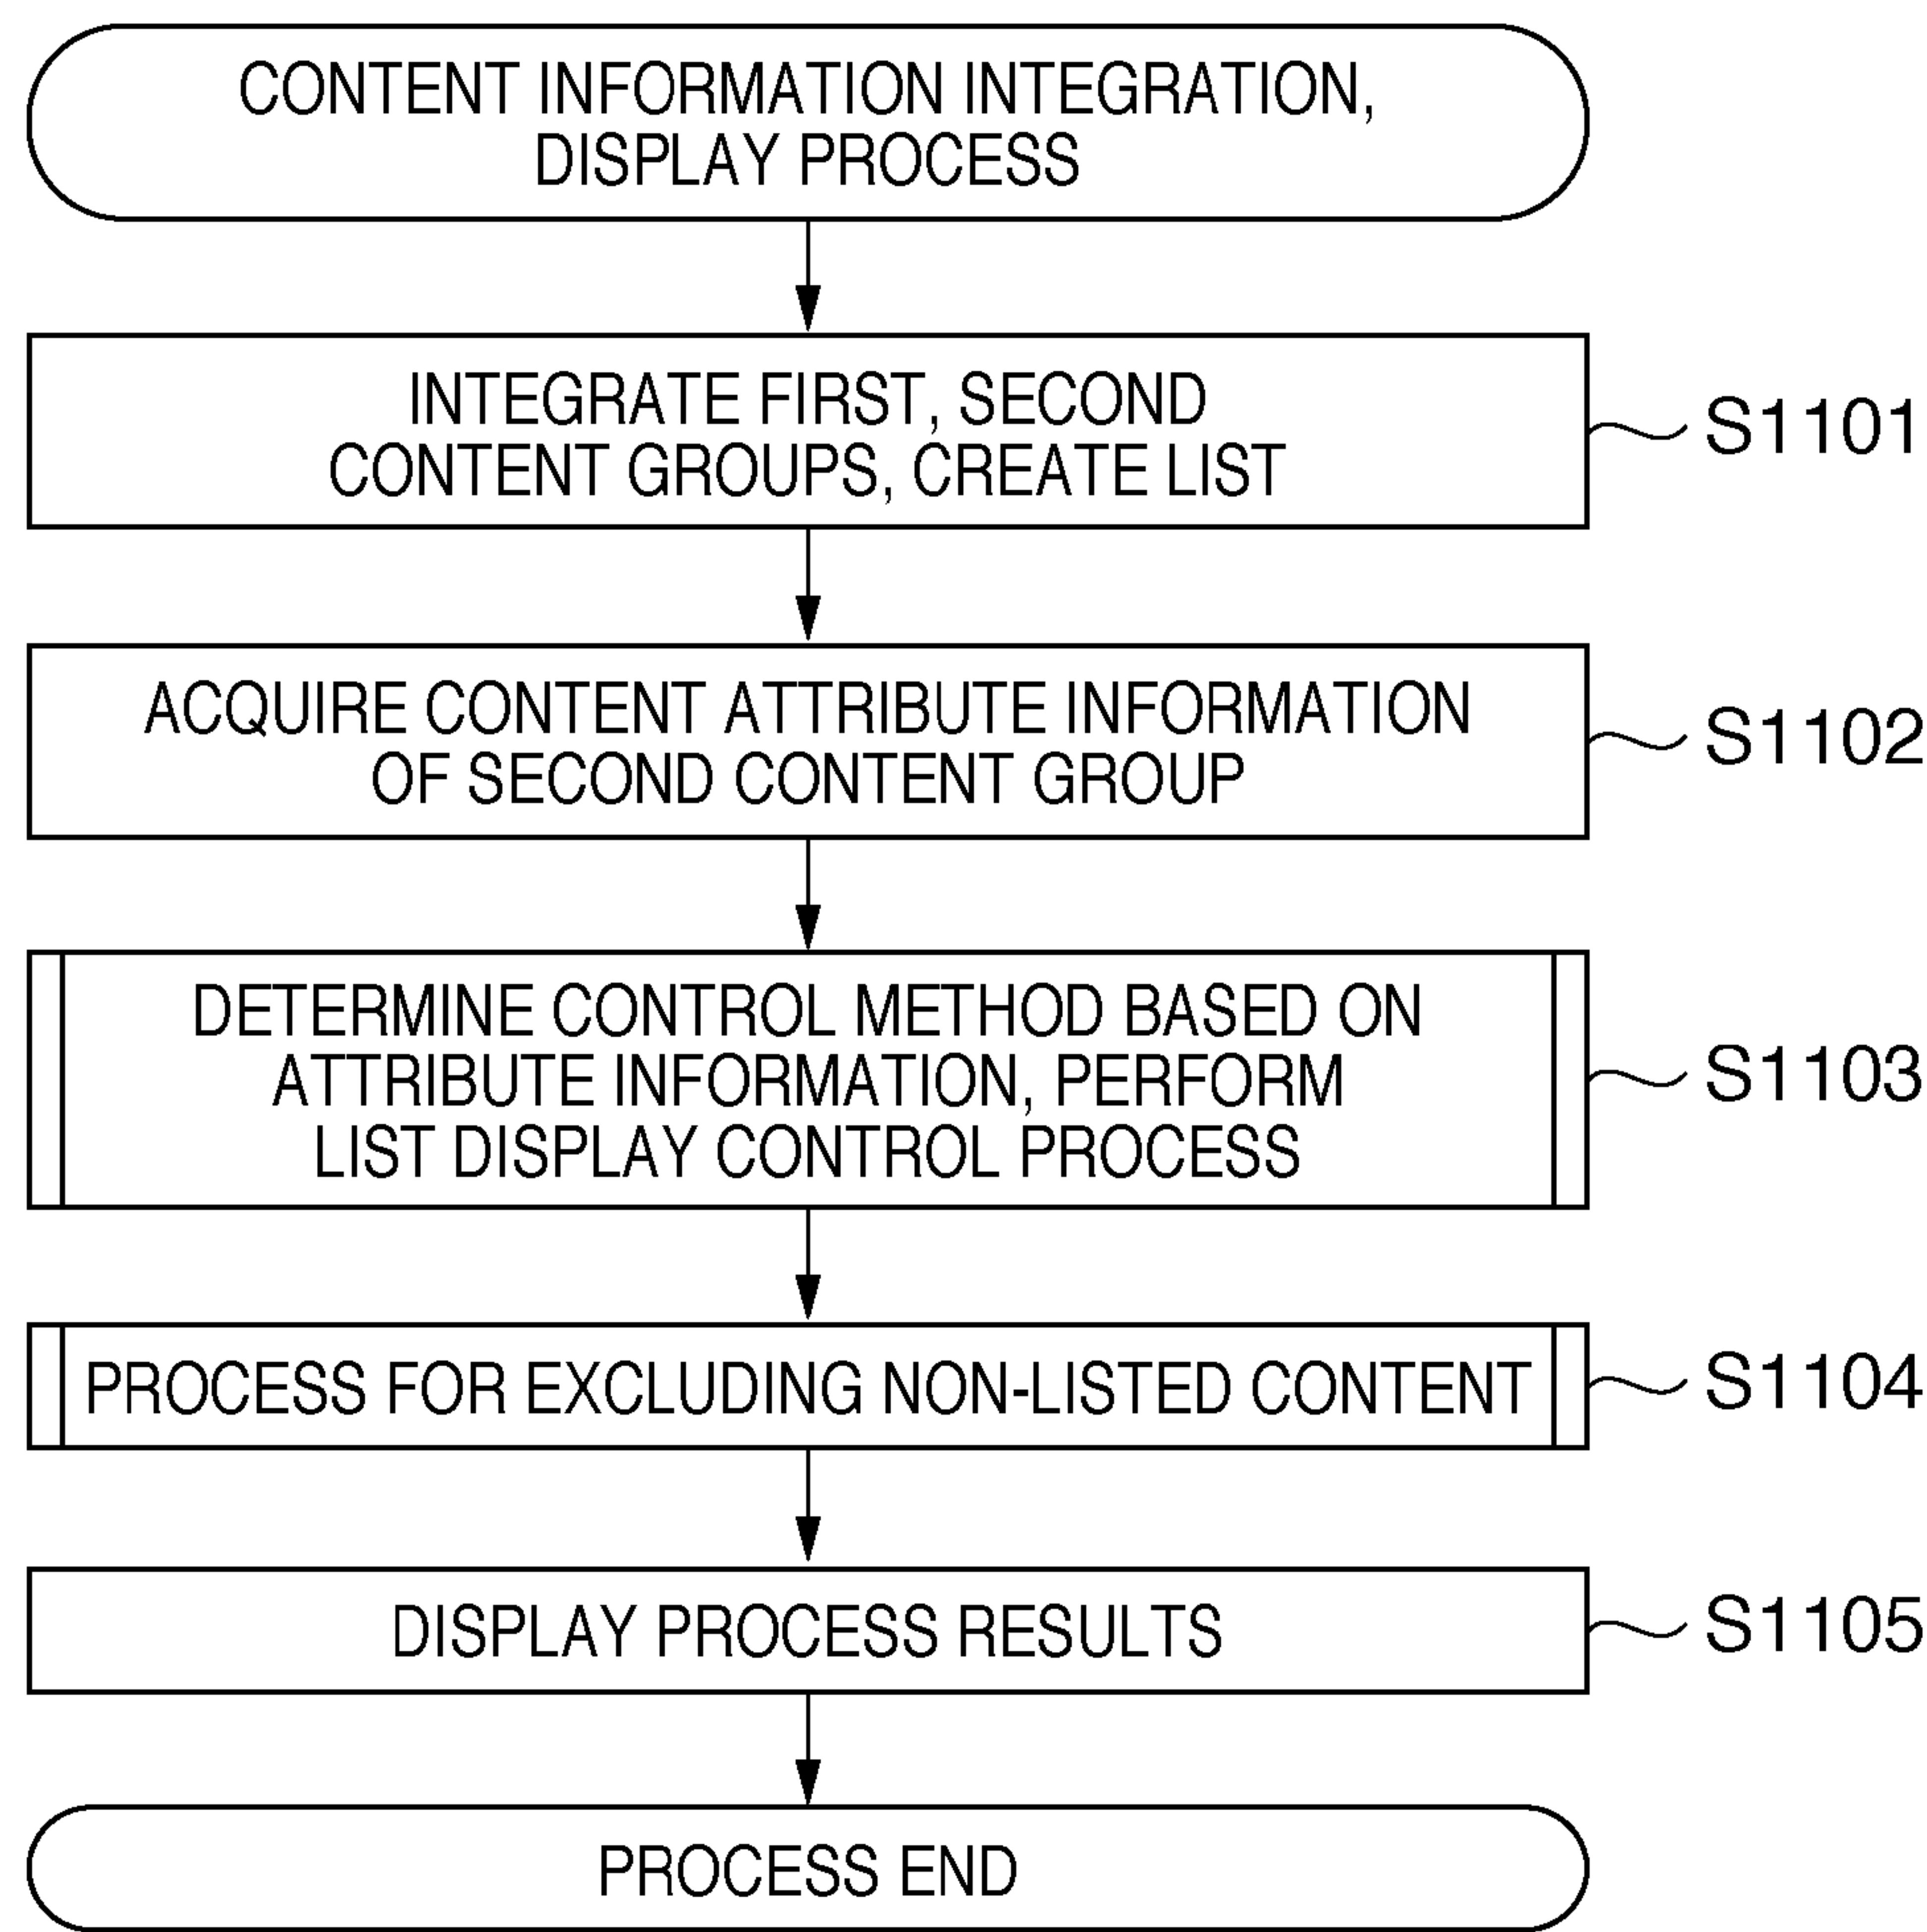 CONTENT INFORMATION INTEGRATION,
DISPLAY PROCESS
INTEGRATE FIRST, SECOND
CONTENT GROUPS, CREATE LIST
S1101
ACQUIRE CONTENT ATTRIBUTE INFORMATION
OF SECOND CONTENT GROUP
S1102
DETERMINE CONTROL METHOD BASED ON
ATTRIBUTE INFORMATION, PERFORM
LIST DISPLAY CONTROL PROCESS
S1103
PROCESS FOR EXCLUDING NON-LISTED CONTENT
S1104
DISPLAY PROCESS RESULTS
S1105
PROCESS END